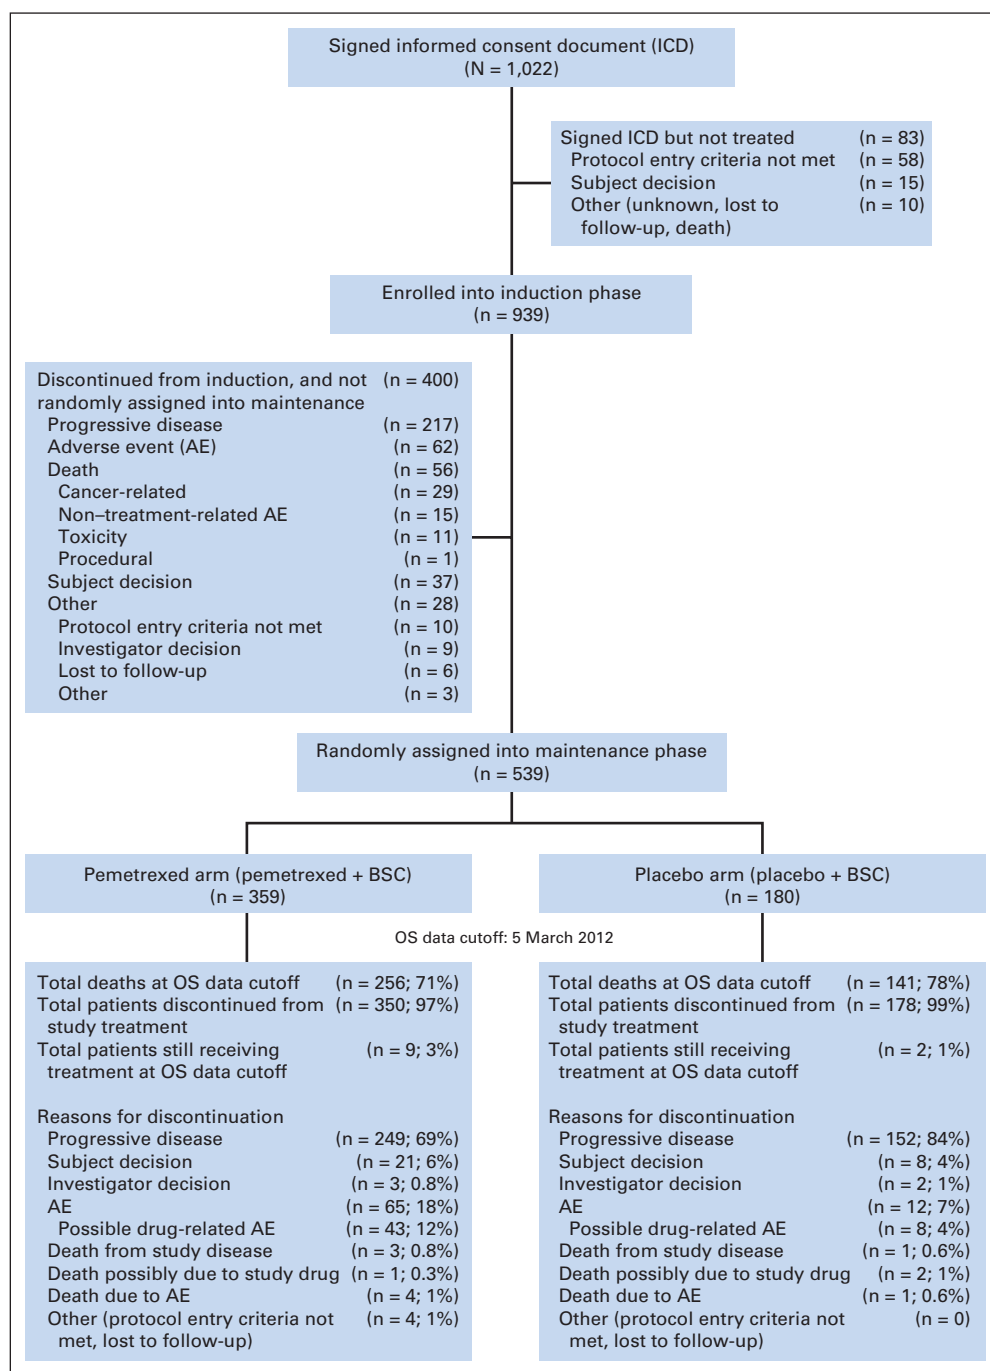 Signed informed consent document (ICD)
(N = 1,022)
Signed ICD but not treated (n = 83)
Protocol entry criteria not met (n = 58)
Subject decision (n = 15)
Other (unknown, lost to (n = 10)
follow-up, death)
Enrolled into induction phase
(n = 939)
Discontinued from induction, and not (n = 400)
randomly assigned into maintenance
Progressive disease (n = 217)
Adverse event (AE) (n = 62)
Death (n = 56)
Cancer-related (n = 29)
Non–treatment-related AE (n = 15)
Toxicity (n = 11)
Procedural (n = 1)
Subject decision (n = 37)
Other (n = 28)
Protocol entry criteria not met (n = 10)
Investigator decision (n = 9)
Lost to follow-up (n = 6)
Other (n = 3)
Randomly assigned into maintenance phase
(n = 539)
Pemetrexed arm (pemetrexed + BSC)
(n = 359)
Placebo arm (placebo + BSC)
(n = 180)
OS data cutoff: 5 March 2012
Total deaths at OS data cutoff (n = 256; 71%)
Total patients discontinued from (n = 350; 97%)
study treatment
Total patients still receiving (n = 9; 3%)
treatment at OS data cutoff
Reasons for discontinuation
Progressive disease (n = 249; 69%)
Subject decision (n = 21; 6%)
Investigator decision (n = 3; 0.8%)
AE (n = 65; 18%)
Possible drug-related AE (n = 43; 12%)
Death from study disease (n = 3; 0.8%)
Death possibly due to study drug (n = 1; 0.3%)
Death due to AE (n = 4; 1%)
Other (protocol entry criteria not (n = 4; 1%)
met, lost to follow-up)
Total deaths at OS data cutoff (n = 141; 78%)
Total patients discontinued from (n = 178; 99%)
study treatment
Total patients still receiving (n = 2; 1%)
treatment at OS data cutoff
Reasons for discontinuation
Progressive disease (n = 152; 84%)
Subject decision (n = 8; 4%)
Investigator decision (n = 2; 1%)
AE (n = 12; 7%)
Possible drug-related AE (n = 8; 4%)
Death from study disease (n = 1; 0.6%)
Death possibly due to study drug (n = 2; 1%)
Death due to AE (n = 1; 0.6%)
Other (protocol entry criteria not (n = 0)
met, lost to follow-up)